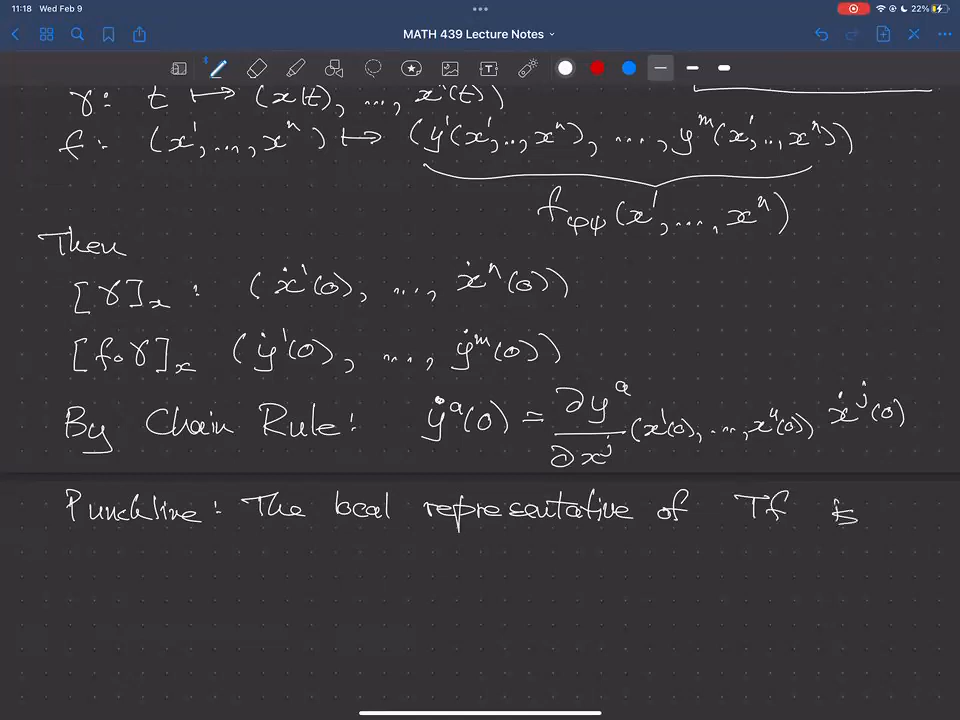 11:18 Wed Feb 9
22%
MATH 439 Lecture Notes
γ: t ↦ (x(t), ..., xⁱ(t))
f: (x¹, ..., xⁿ) ↦ (y¹(x¹, .., xⁿ), ..., yᵐ(x¹, .., xⁿ))
f_φψ (x¹, ..., xⁿ)
Then
[γ]ₓ : (ẋ¹(0), ..., ẋⁿ(0))
[f∘γ]ₓ (ẏ¹(0), ..., ẏᵐ(0))
By Chain Rule: ẏᵃ(0) = ∂yᵃ/∂xʲ (x¹(0), ..., xⁿ(0)) ẋʲ(0)
Punchline: The local representative of Tf is